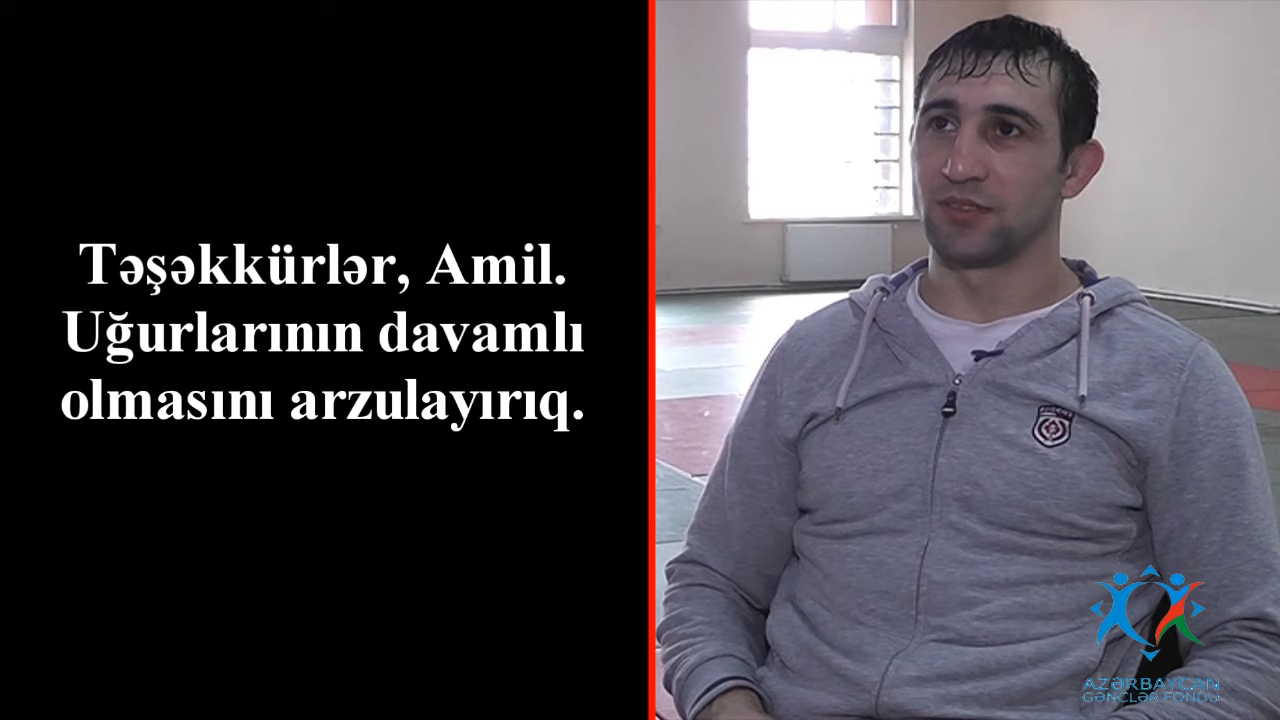 Təşəkkürlər, Amil.
Uğurlarının davamlı
olmasını arzulayırıq.
AZƏRBAYCAN
GƏNCLƏR FONDU